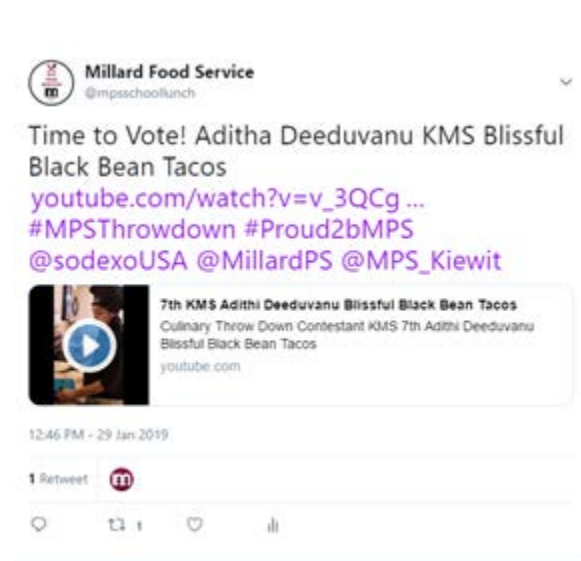 Millard Food Service
@mpsschoollunch
Time to Vote! Aditha Deeduvanu KMS Blissful
Black Bean Tacos
youtube.com/watch?v=v_3QCg ...
#MPSThrowdown #Proud2bMPS
@sodexoUSA @MillardPS @MPS_Kiewit
7th KMS Adithi Deeduvanu Blissful Black Bean Tacos
Culinary Throw Down Contestant KMS 7th Adithi Deeduvanu
Blissful Black Bean Tacos
youtube.com
12:46 PM - 29 Jan 2019
1 Retweet
1